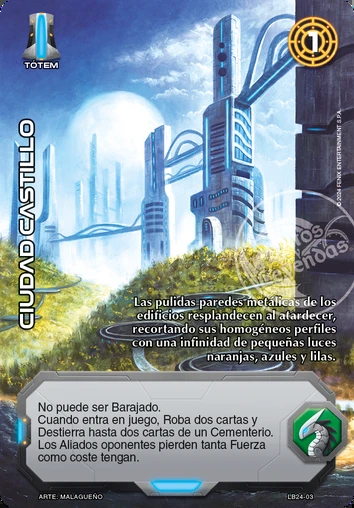 TÓTEM
1
CIUDAD CASTILLO
© 2024 FENIX ENTERTAINMENT S.P.A.
Las pulidas paredes metálicas de los
edificios resplandecen al atardecer,
recortando sus homogéneos perfiles
con una infinidad de pequeñas luces
naranjas, azules y lilas.
No puede ser Barajado.
Cuando entra en juego, Roba dos cartas y
Destierra hasta dos cartas de un Cementerio.
Los Aliados oponentes pierden tanta Fuerza
como coste tengan.
ARTE: MALAGUEÑO
LB24-03